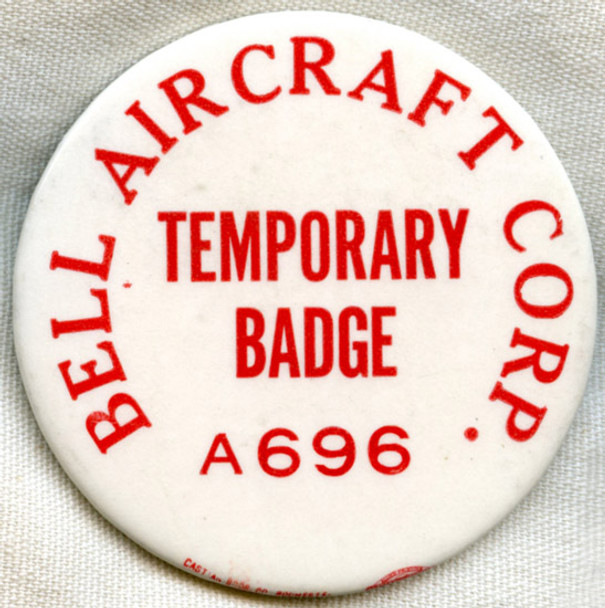 BELL AIRCRAFT CORP.
TEMPORARY
BADGE
A696